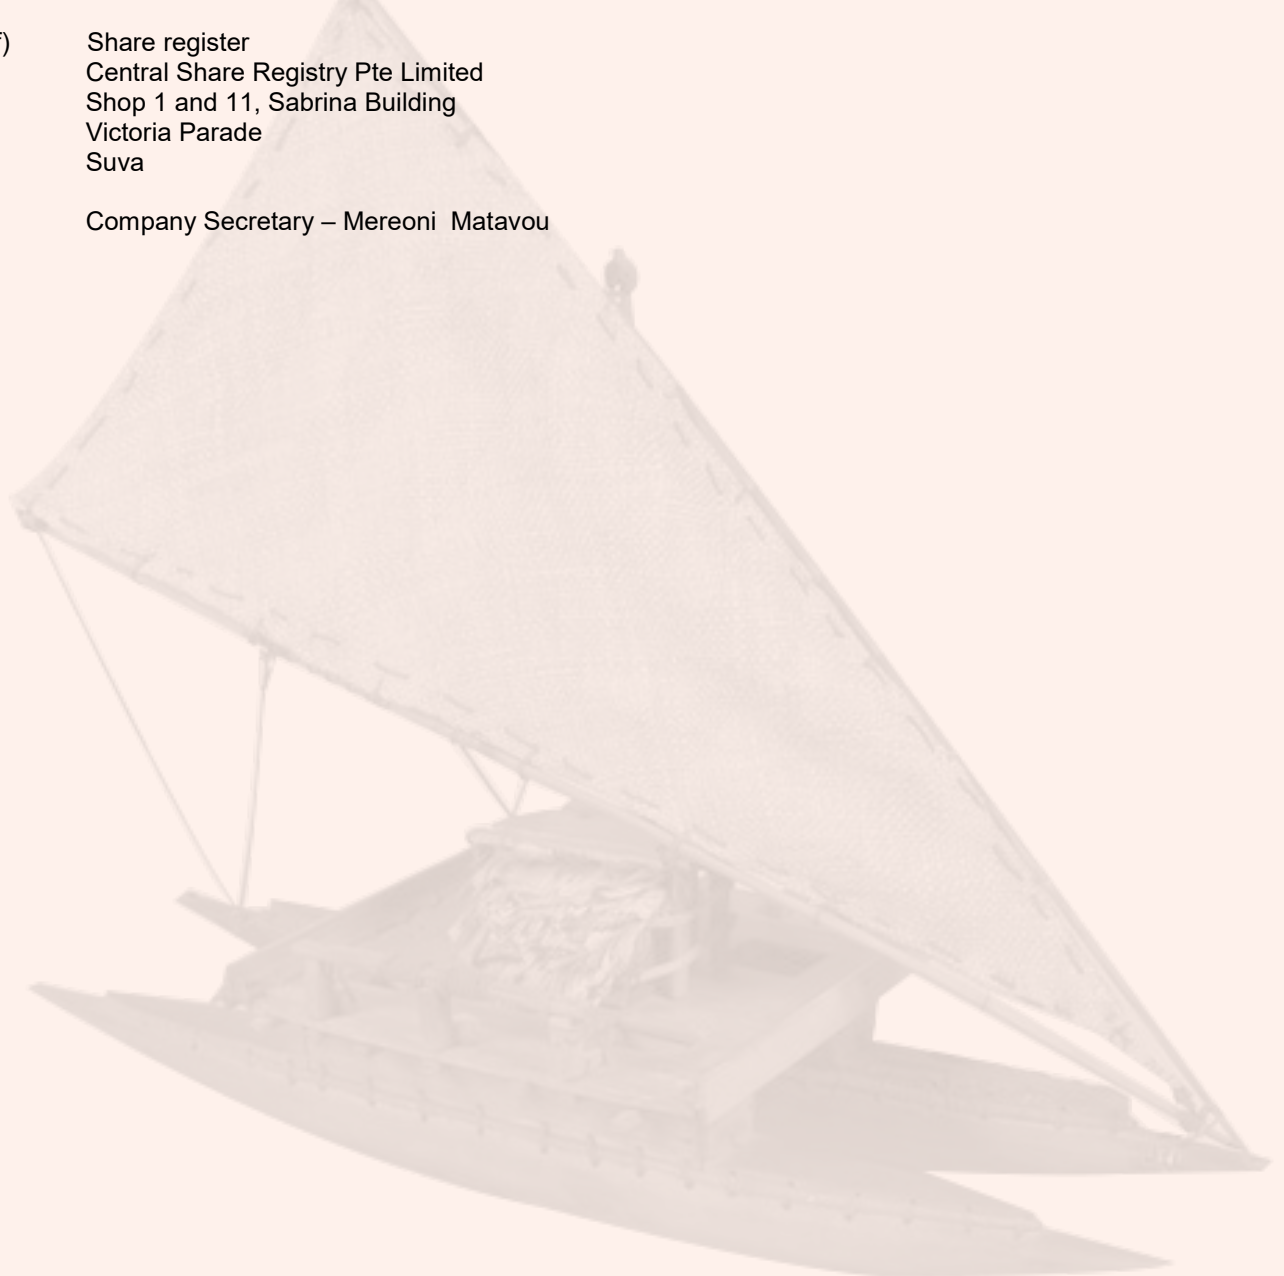 ) Share register
Central Share Registry Pte Limited
Shop 1 and 11, Sabrina Building
Victoria Parade
Suva
Company Secretary – Mereoni  Matavou